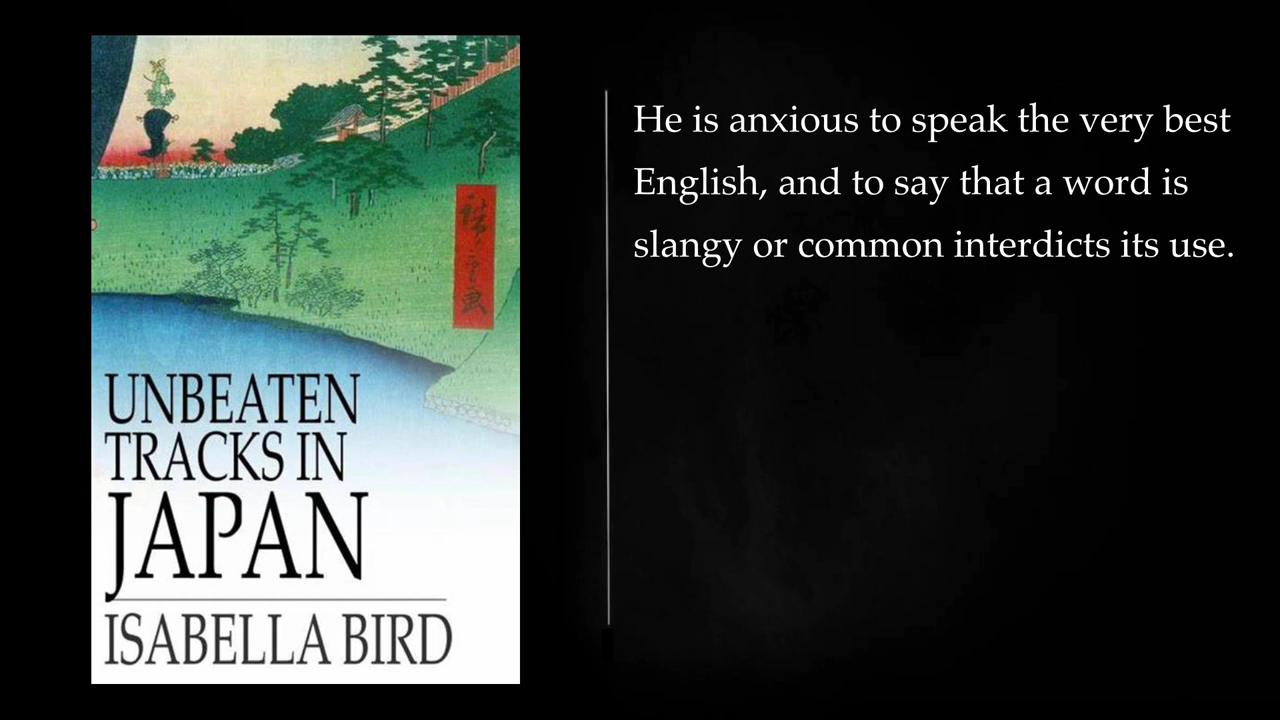 UNBEATEN
TRACKS IN
JAPAN
ISABELLA BIRD
He is anxious to speak the very best
English, and to say that a word is
slangy or common interdicts its use.